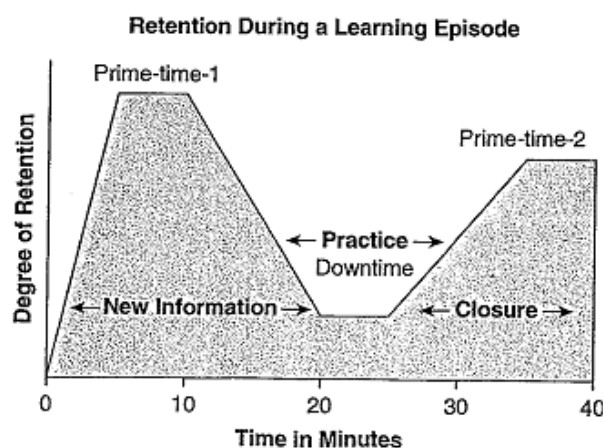 Retention During a Learning Episode
Prime-time-1
Prime-time-2
Degree of Retention
Practice
Downtime
New Information
Closure
0
10
20
30
40
Time in Minutes